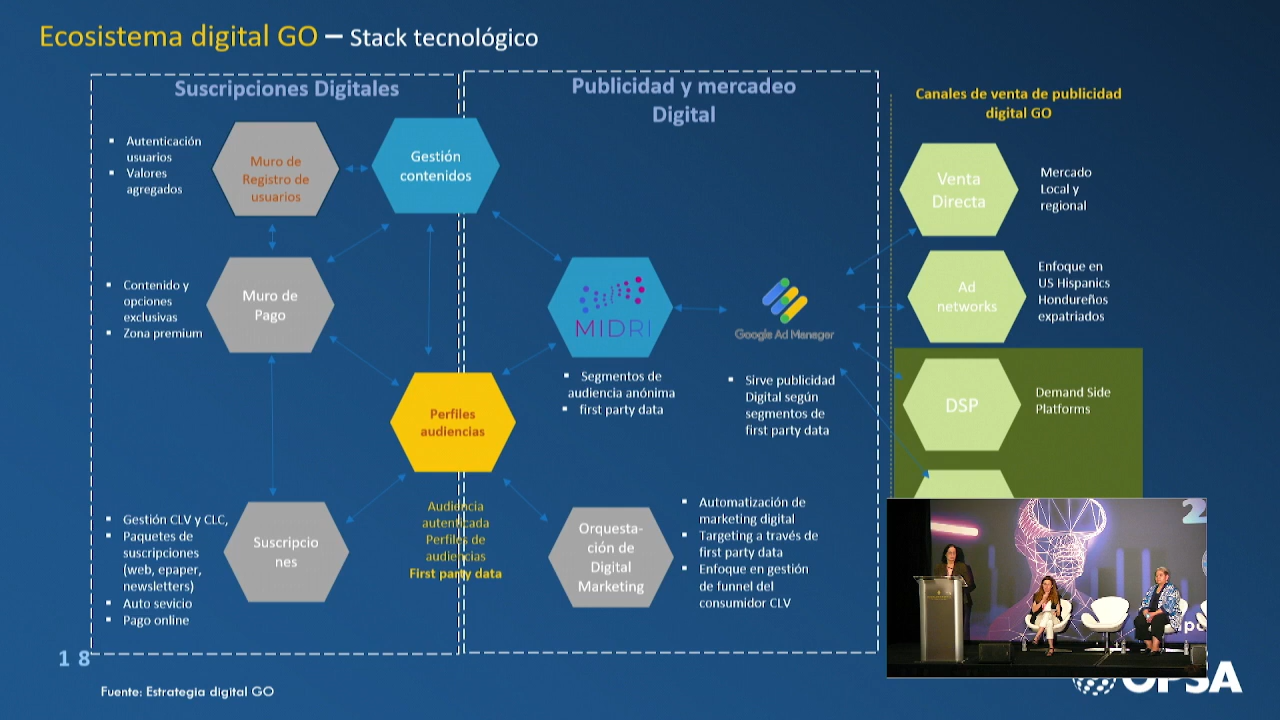 Ecosistema digital GO – Stack tecnológico
Suscripciones Digitales
Autenticación
usuarios
Valores
agregados
Muro de
Registro de
usuarios
Gestión
contenidos
Contenido y
opciones
exclusivas
Zona premium
Muro de
Pago
Perfiles
audiencias
Gestión CLV y CLC,
Paquetes de
suscripciones
(web, epaper,
newsletters)
Auto sevicio
Pago online
Suscripcio
nes
Audiencia
autenticada
Perfiles de
audiencias
First party data
Publicidad y mercadeo
Digital
MIDRI
Segmentos de
audiencia anónima
first party data
Google Ad Manager
Sirve publicidad
Digital según
segmentos de
first party data
Orquesta-
ción de
Digital
Marketing
Automatización de
marketing digital
Targeting a través de
first party data
Enfoque en gestión
de funnel del
consumidor CLV
Canales de venta de publicidad
digital GO
Venta
Directa
Mercado
Local y
regional
Ad
networks
Enfoque en
US Hispanics
Hondureños
expatriados
DSP
Demand Side
Platforms
18
Fuente: Estrategia digital GO
OPSA